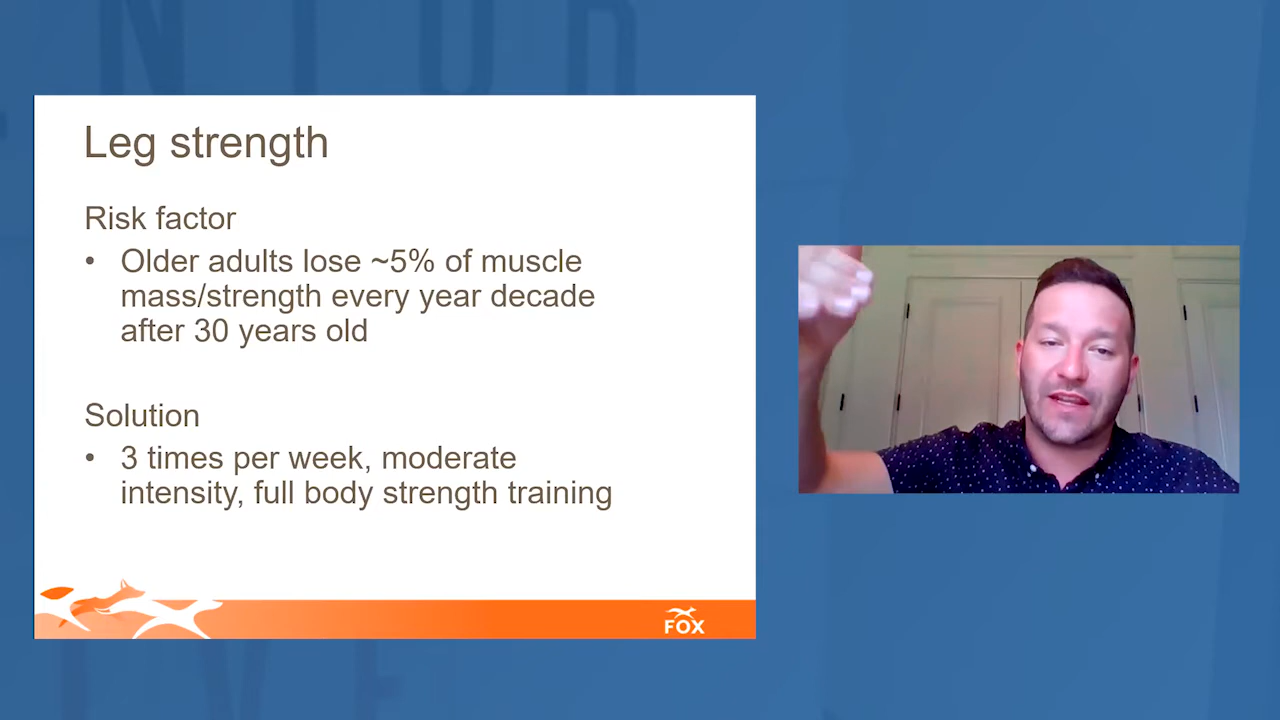 Leg strength
Risk factor
• Older adults lose ~5% of muscle
mass/strength every year decade
after 30 years old
Solution
• 3 times per week, moderate
intensity, full body strength training
FOX